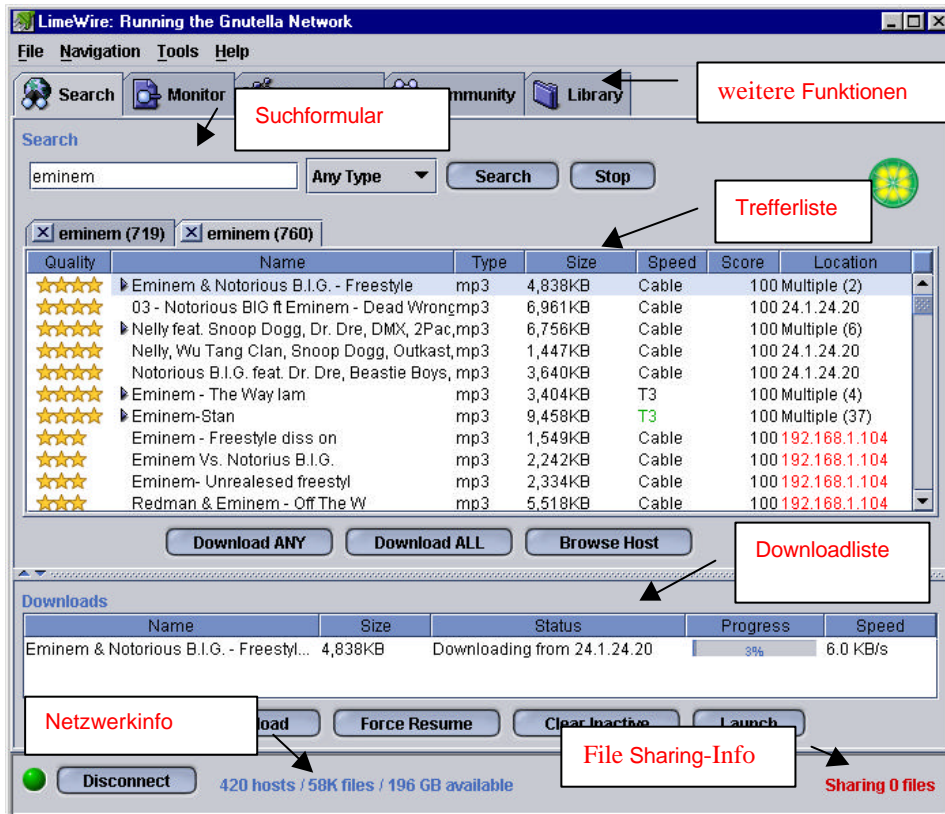 LimeWire: Running the Gnutella Network
File Navigation Tools Help
Search Monitor mmunity Library
weitere Funktionen
Suchformular
Search
eminem Any Type Search Stop
Trefferliste
eminem (719) eminem (760)
Quality Name Type Size Speed Score Location
Eminem & Notorious B.I.G. - Freestyle mp3 4,838KB Cable 100 Multiple (2)
03 - Notorious BIG ft Eminem - Dead Wrong mp3 6,961KB Cable 100 24.1.24.20
Nelly feat. Snoop Dogg, Dr. Dre, DMX, 2Pac, mp3 6,756KB Cable 100 Multiple (6)
Nelly, Wu Tang Clan, Snoop Dogg, Outkast, mp3 1,447KB Cable 100 24.1.24.20
Notorious B.I.G. feat. Dr. Dre, Beastie Boys, mp3 3,640KB Cable 100 24.1.24.20
Eminem - The Way Iam mp3 3,404KB T3 100 Multiple (4)
Eminem-Stan mp3 9,458KB T3 100 Multiple (37)
Eminem - Freestyle diss on mp3 1,549KB Cable 100 192.168.1.104
Eminem Vs. Notorius B.I.G. mp3 2,242KB Cable 100 192.168.1.104
Eminem- Unrealesed freestyl mp3 2,334KB Cable 100 192.168.1.104
Redman & Eminem - Off The W mp3 5,518KB Cable 100 192.168.1.104
Download ANY Download ALL Browse Host
Downloadliste
Downloads
Name Size Status Progress Speed
Eminem & Notorious B.I.G. - Freestyl... 4,838KB Downloading from 24.1.24.20 3% 6.0 KB/s
Netzwerkinfo
load Force Resume Clear Inactive Launch
File Sharing-Info
Disconnect 420 hosts / 58K files / 196 GB available Sharing 0 files